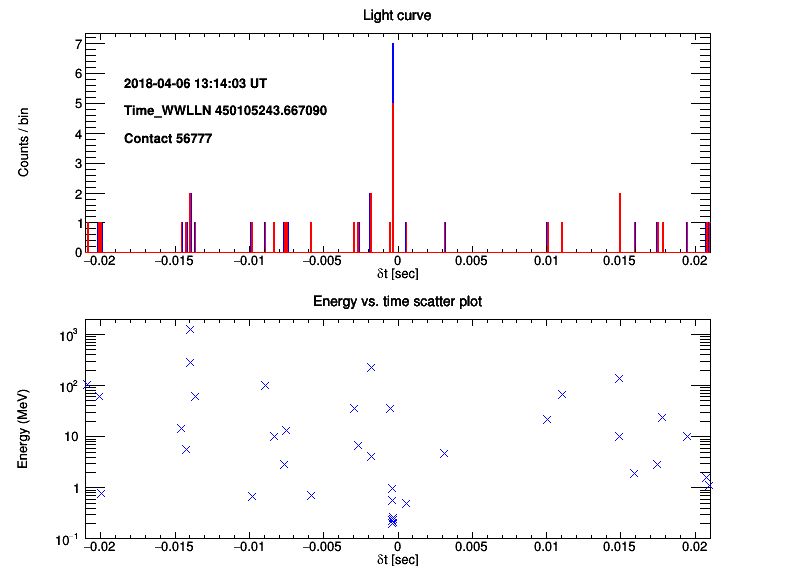 Light curve
Counts / bin
7
6
5
4
3
2
1
0
2018-04-06 13:14:03 UT
Time_WWLLN 450105243.667090
Contact 56777
−0.02 −0.015 −0.01 −0.005 0 0.005 0.01 0.015 0.02
δt [sec]
Energy vs. time scatter plot
Energy (MeV)
10³
10²
10
1
10⁻¹
−0.02 −0.015 −0.01 −0.005 0 0.005 0.01 0.015 0.02
δt [sec]